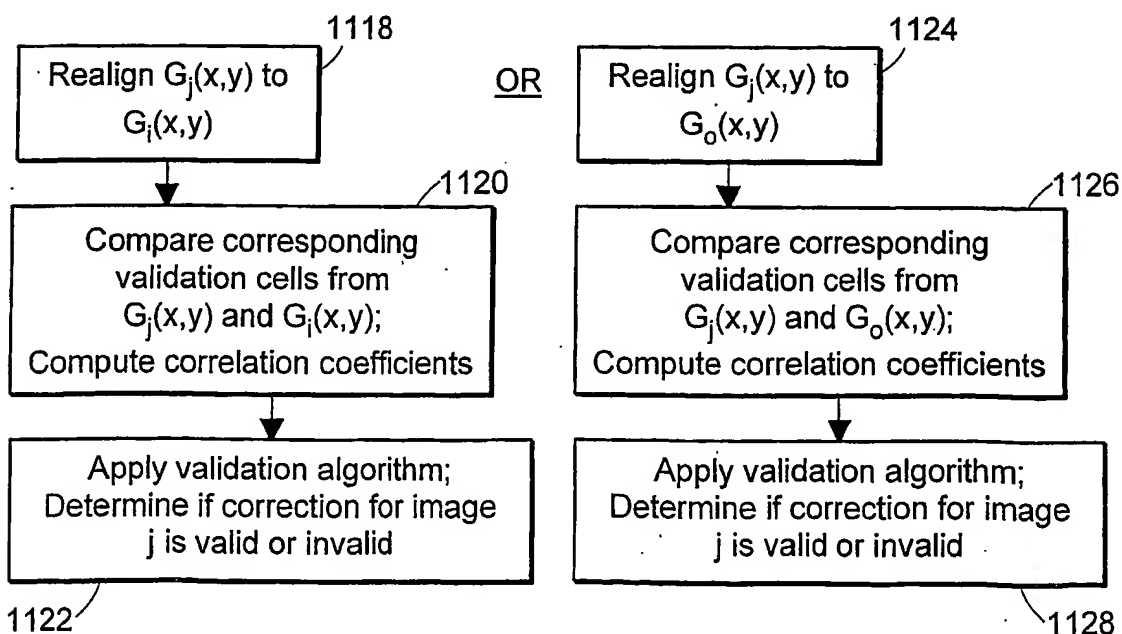 1118
Realign Gj(x,y) to
Gi(x,y)
1120
Compare corresponding
validation cells from
Gj(x,y) and Gi(x,y);
Compute correlation coefficients
Apply validation algorithm;
Determine if correction for image
j is valid or invalid
1122
OR
1124
Realign Gj(x,y) to
Go(x,y)
1126
Compare corresponding
validation cells from
Gj(x,y) and Go(x,y);
Compute correlation coefficients
Apply validation algorithm;
Determine if correction for image
j is valid or invalid
1128